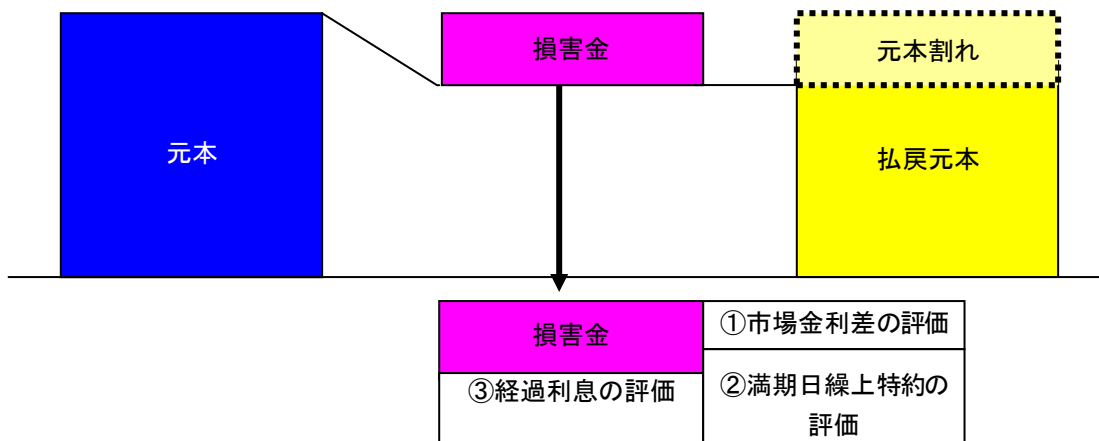 損害金
元本割れ
元本
払戻元本
損害金
①市場金利差の評価
③経過利息の評価
②満期日繰上特約の
評価